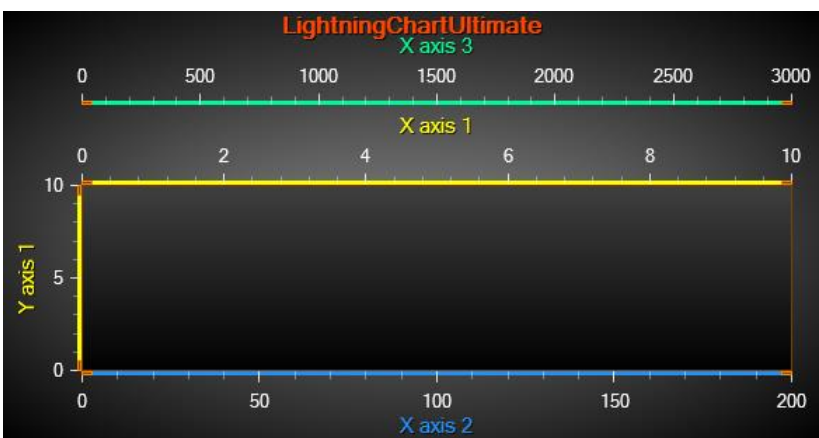 LightningChartUltimate
X axis 3
0 500 1000 1500 2000 2500 3000
X axis 1
0 2 4 6 8 10
10
5
0
Y axis 1
0 50 100 150 200
X axis 2